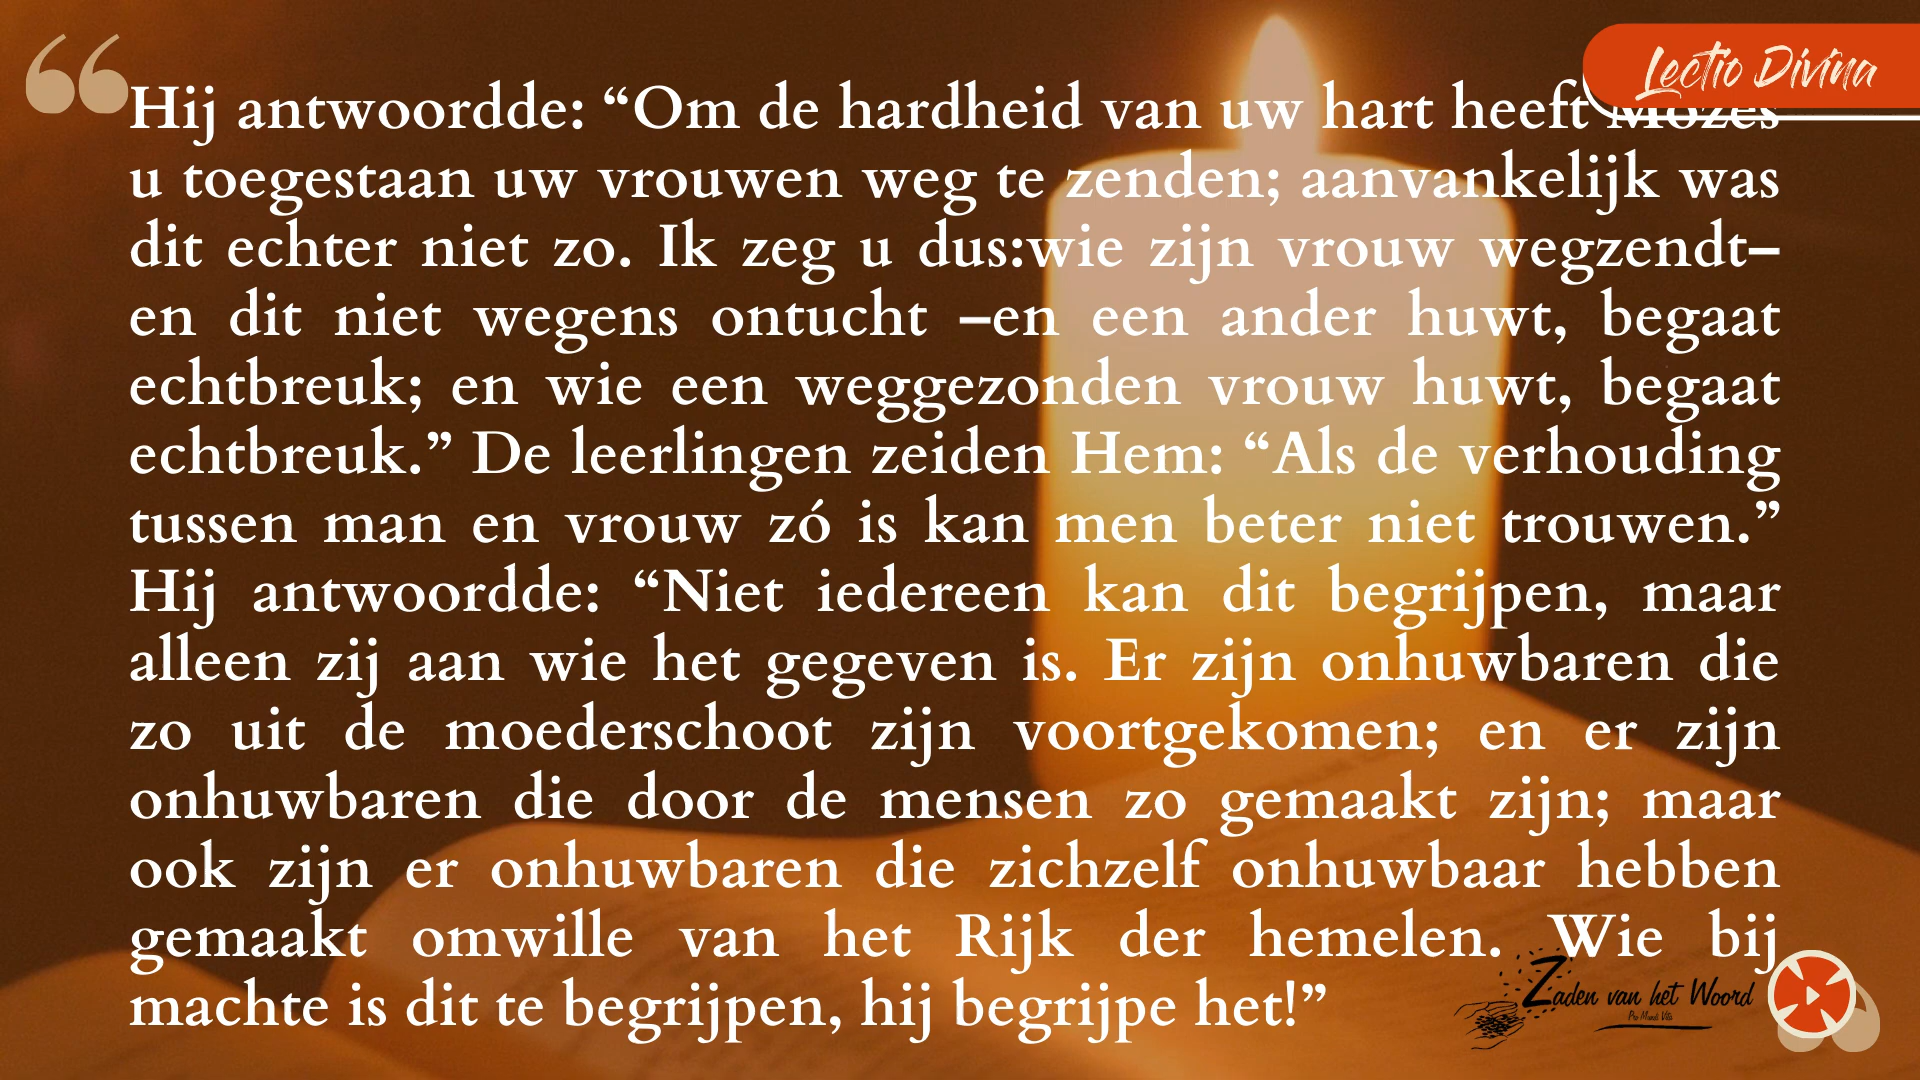 Lectio Divina
Hij antwoordde: “Om de hardheid van uw hart heeft Mozes
u toegestaan uw vrouwen weg te zenden; aanvankelijk was
dit echter niet zo. Ik zeg u dus:wie zijn vrouw wegzendt–
en dit niet wegens ontucht –en een ander huwt, begaat
echtbreuk; en wie een weggezonden vrouw huwt, begaat
echtbreuk.” De leerlingen zeiden Hem: “Als de verhouding
tussen man en vrouw zó is kan men beter niet trouwen.”
Hij antwoordde: “Niet iedereen kan dit begrijpen, maar
alleen zij aan wie het gegeven is. Er zijn onhuwbaren die
zo uit de moederschoot zijn voortgekomen; en er zijn
onhuwbaren die door de mensen zo gemaakt zijn; maar
ook zijn er onhuwbaren die zichzelf onhuwbaar hebben
gemaakt omwille van het Rijk der hemelen. Wie bij
machte is dit te begrijpen, hij begrijpe het!”
Zaden van het Woord
Pro Mundi Vita